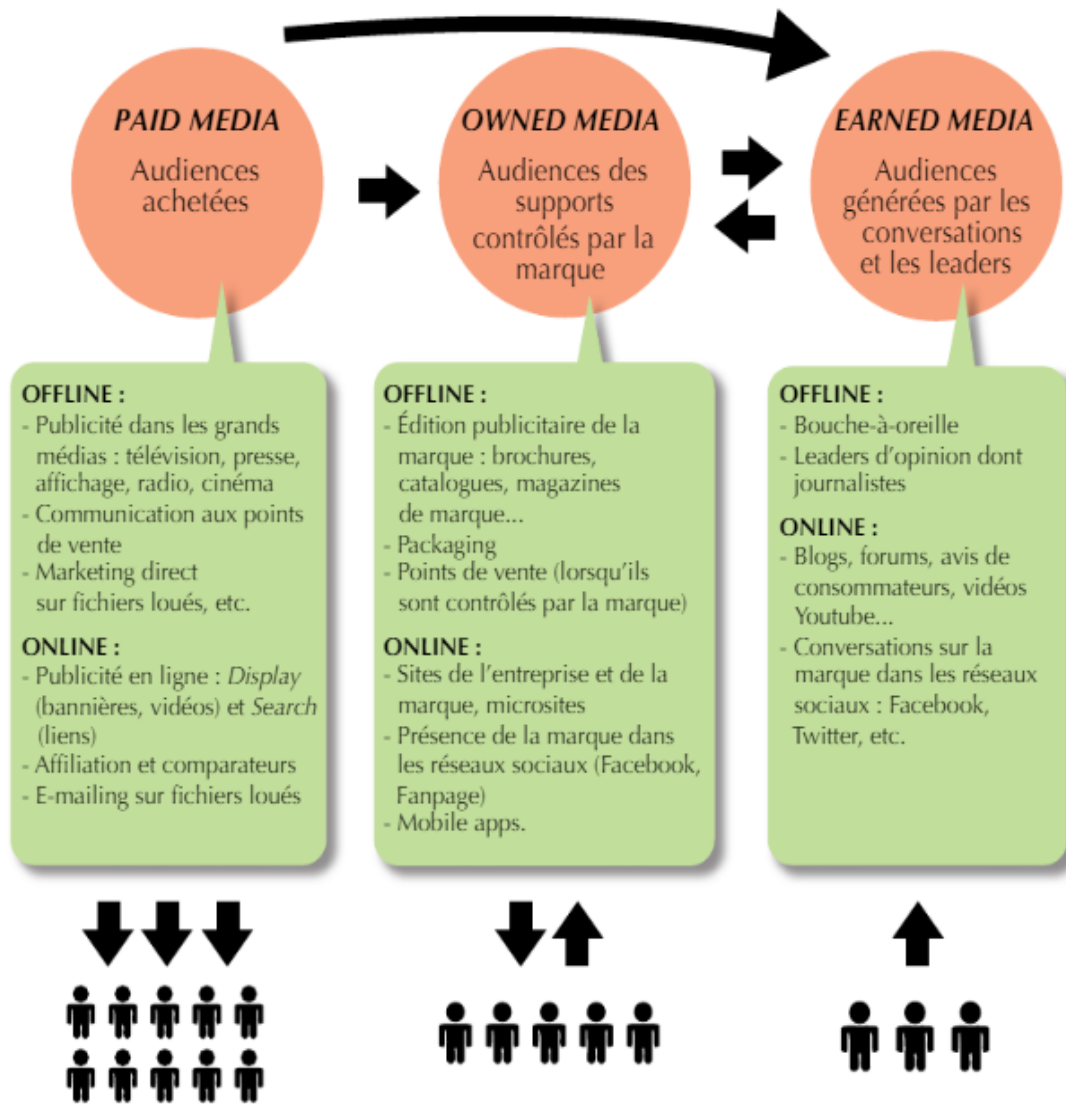 PAID MEDIA
Audiences
achetées
OWNED MEDIA
Audiences des
supports
contrôlés par la
marque
EARNED MEDIA
Audiences
générées par les
conversations
et les leaders
OFFLINE :
- Publicité dans les grands
médias : télévision, presse,
affichage, radio, cinéma
- Communication aux points
de vente
- Marketing direct
sur fichiers loués, etc.
ONLINE :
- Publicité en ligne : Display
(bannières, vidéos) et Search
(liens)
- Affiliation et comparateurs
- E-mailing sur fichiers loués
OFFLINE :
- Édition publicitaire de la
marque : brochures,
catalogues, magazines
de marque...
- Packaging
- Points de vente (lorsqu'ils
sont contrôlés par la marque)
ONLINE :
- Sites de l'entreprise et de la
marque, microsites
- Présence de la marque dans
les réseaux sociaux (Facebook,
Fanpage)
- Mobile apps.
OFFLINE :
- Bouche-à-oreille
- Leaders d'opinion dont
journalistes
ONLINE :
- Blogs, forums, avis de
consommateurs, vidéos
Youtube...
- Conversations sur la
marque dans les réseaux
sociaux : Facebook,
Twitter, etc.